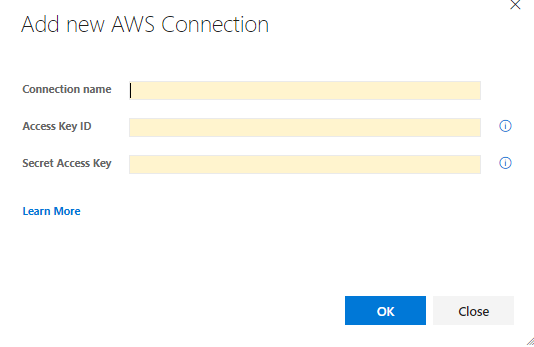 Add new AWS Connection
Connection name
Access Key ID
Secret Access Key
Learn More
OK Close